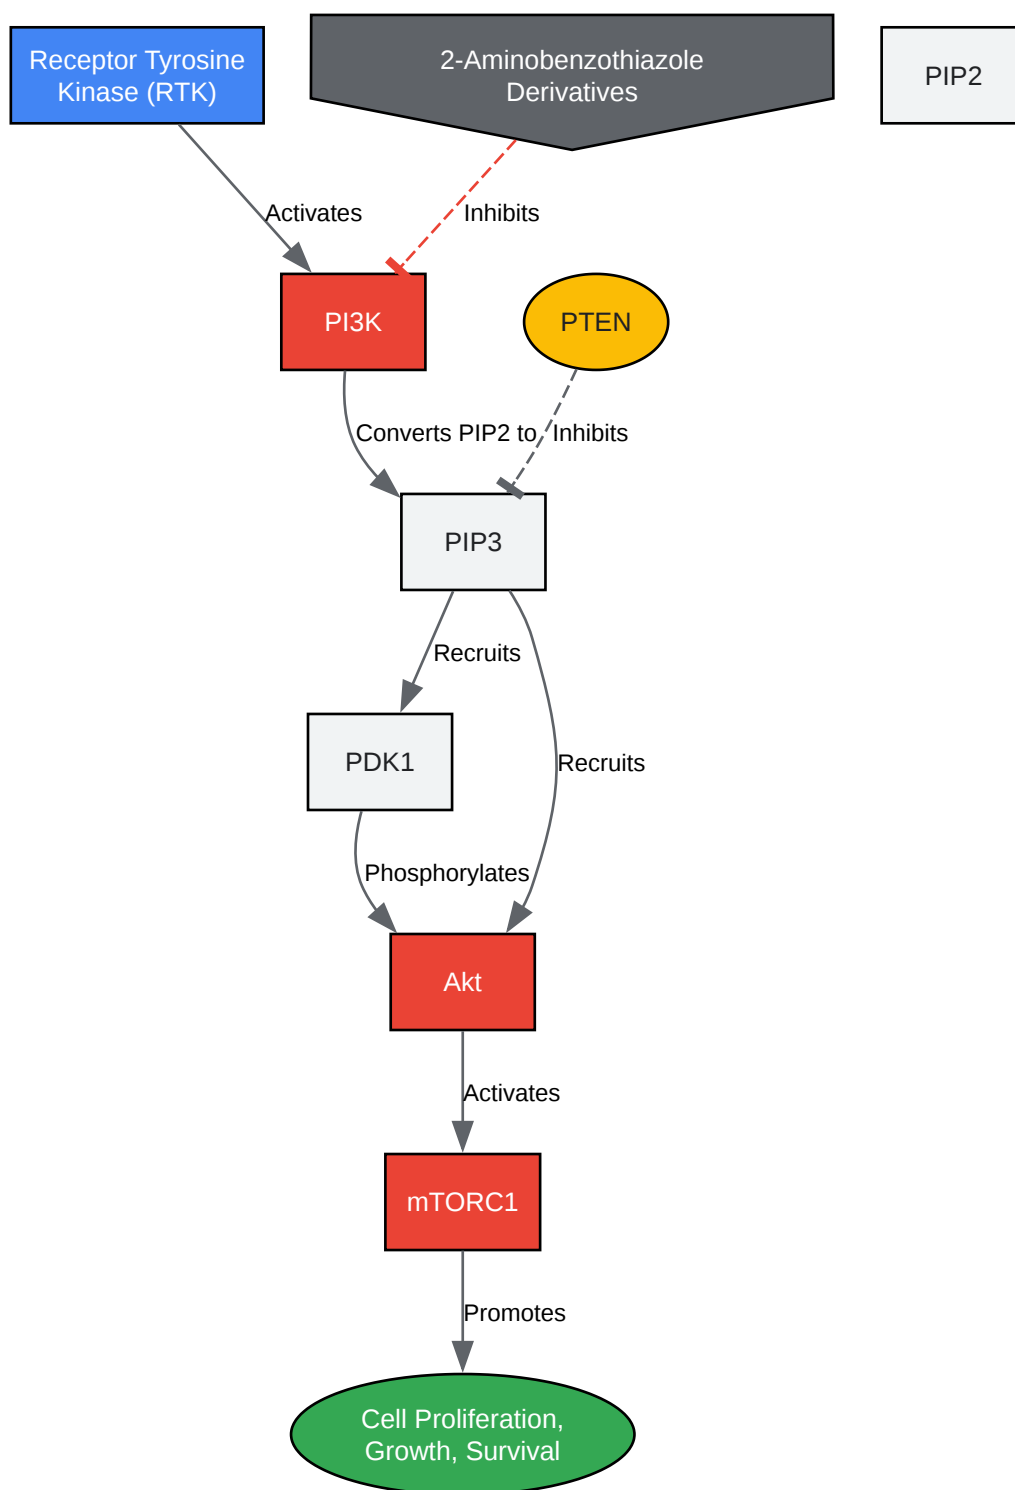 Receptor Tyrosine
Kinase (RTK)
2-Aminobenzothiazole
Derivatives
PIP2
Activates
Inhibits
PI3K
PTEN
Converts PIP2 to
Inhibits
PIP3
Recruits
PDK1
Recruits
Phosphorylates
Akt
Activates
mTORC1
Promotes
Cell Proliferation,
Growth, Survival